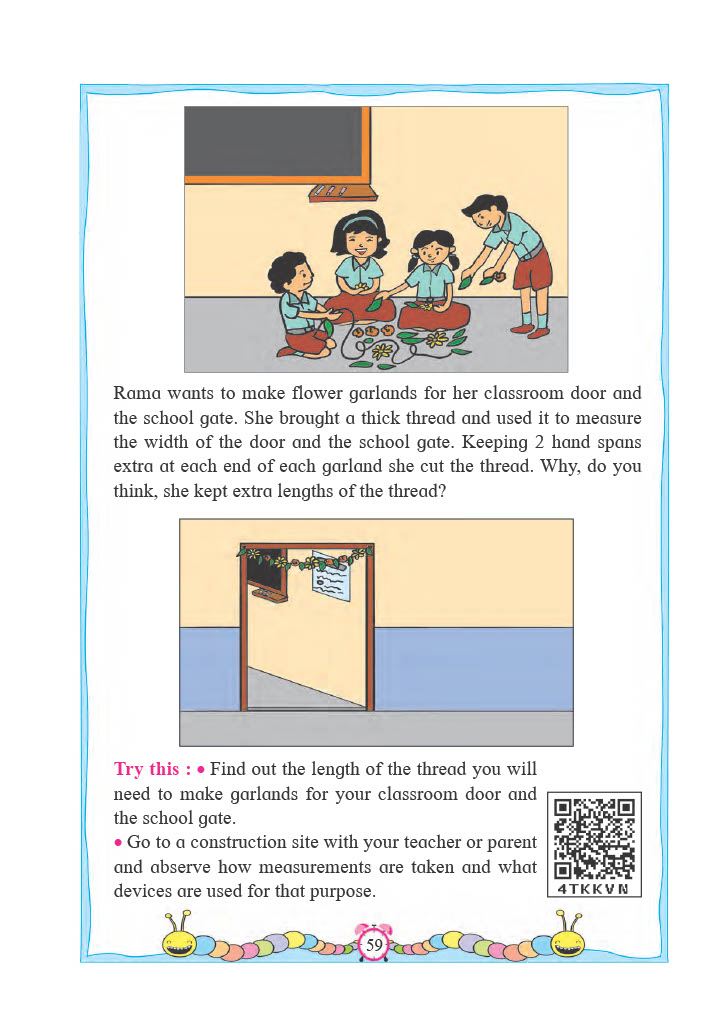 Rama wants to make flower garlands for her classroom door and
the school gate. She brought a thick thread and used it to measure
the width of the door and the school gate. Keeping 2 hand spans
extra at each end of each garland she cut the thread. Why, do you
think, she kept extra lengths of the thread?
Try this : • Find out the length of the thread you will
need to make garlands for your classroom door and
the school gate.
• Go to a construction site with your teacher or parent
and abserve how measurements are taken and what
devices are used for that purpose.
4TKKVN
59